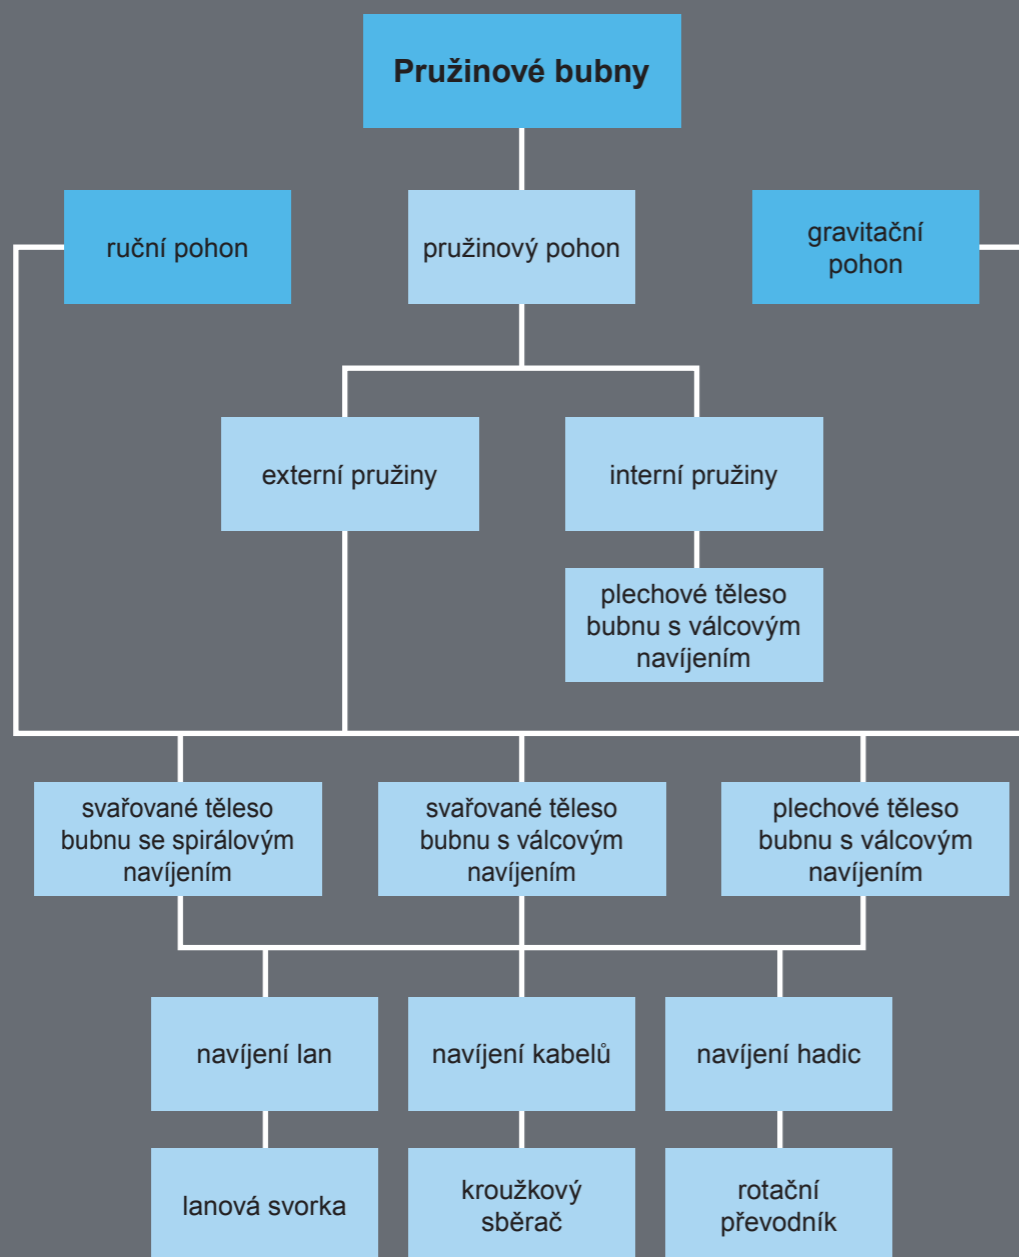 Pružinové bubny
ruční pohon
pružinový pohon
gravitační
pohon
externí pružiny
interní pružiny
plechové těleso
bubnu s válcovým
navíjením
svařované těleso
bubnu se spirálovým
navíjením
svařované těleso
bubnu s válcovým
navíjením
plechové těleso
bubnu s válcovým
navíjením
navíjení lan
navíjení kabelů
navíjení hadic
lanová svorka
kroužkový
sběrač
rotační
převodník